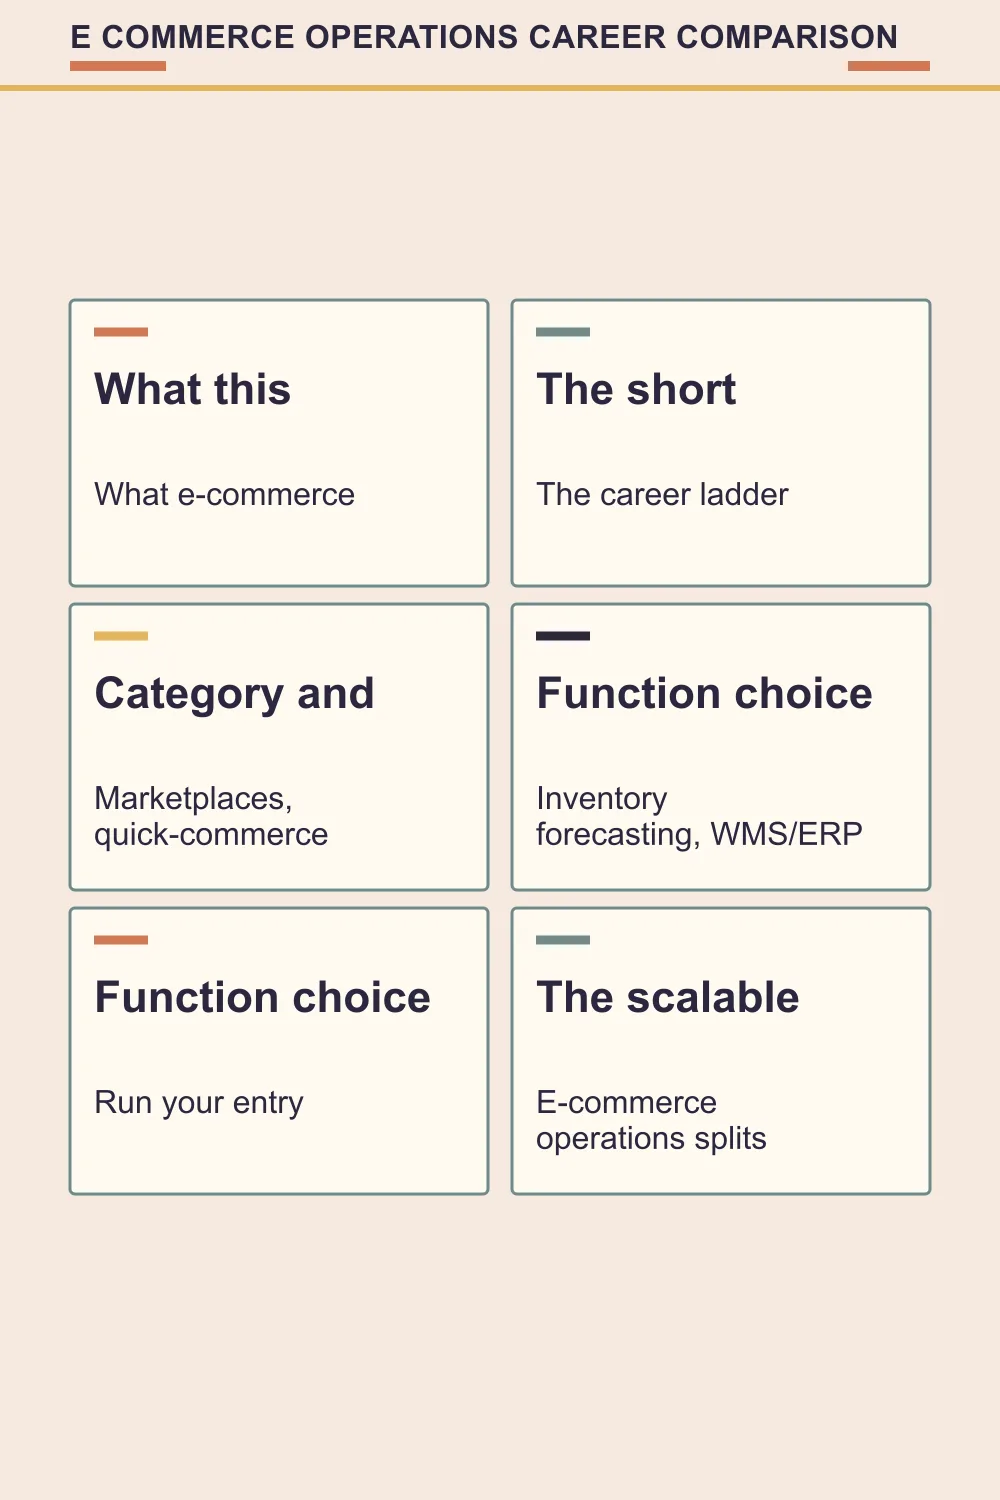 E COMMERCE OPERATIONS CAREER COMPARISON
What this
What e-commerce
The short
The career ladder
Category and
Marketplaces,
quick-commerce
Function choice
Inventory
forecasting, WMS/ERP
Function choice
Run your entry
The scalable
E-commerce
operations splits